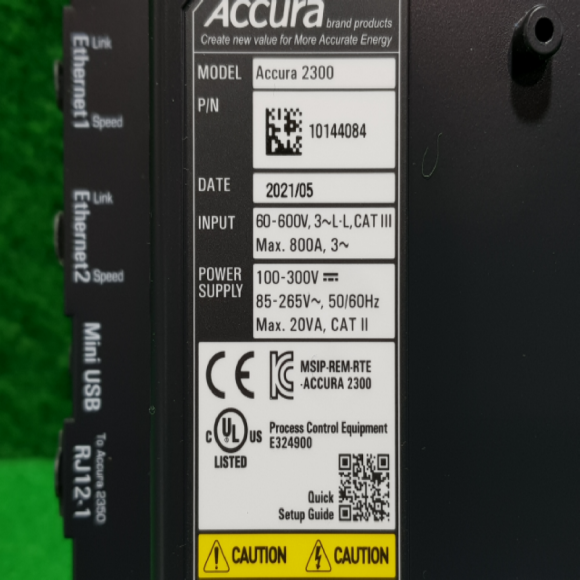 Accura brand products
Create new value for More Accurate Energy
MODEL Accura 2300
P/N 10144084
DATE 2021/05
INPUT 60-600V, 3~L-L, CAT III
Max. 800A, 3~
POWER SUPPLY 100-300V ⎓
85-265V~, 50/60Hz
Max. 20VA, CAT II
CE
MSIP-REM-RTE
-ACCURA 2300
C UL US
LISTED
Process Control Equipment
E324900
Quick
Setup Guide
CAUTION CAUTION
Link
Ethernet1
Speed
Link
Ethernet2
Speed
Mini USB
To Accura 2350
RJ12-1